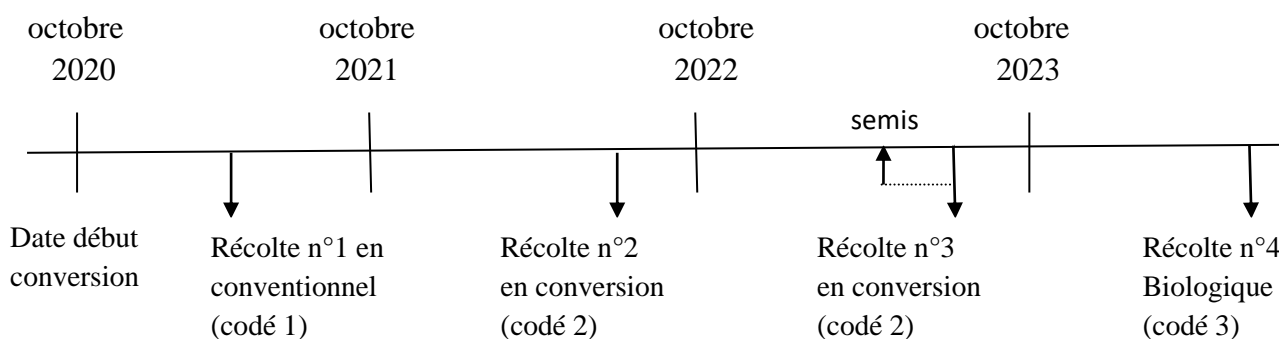 octobre
2020
octobre
2021
octobre
2022
octobre
2023
semis
Date début
conversion
Récolte n°1 en
conventionnel
(codé 1)
Récolte n°2
en conversion
(codé 2)
Récolte n°3
en conversion
(codé 2)
Récolte n°4
Biologique
(codé 3)